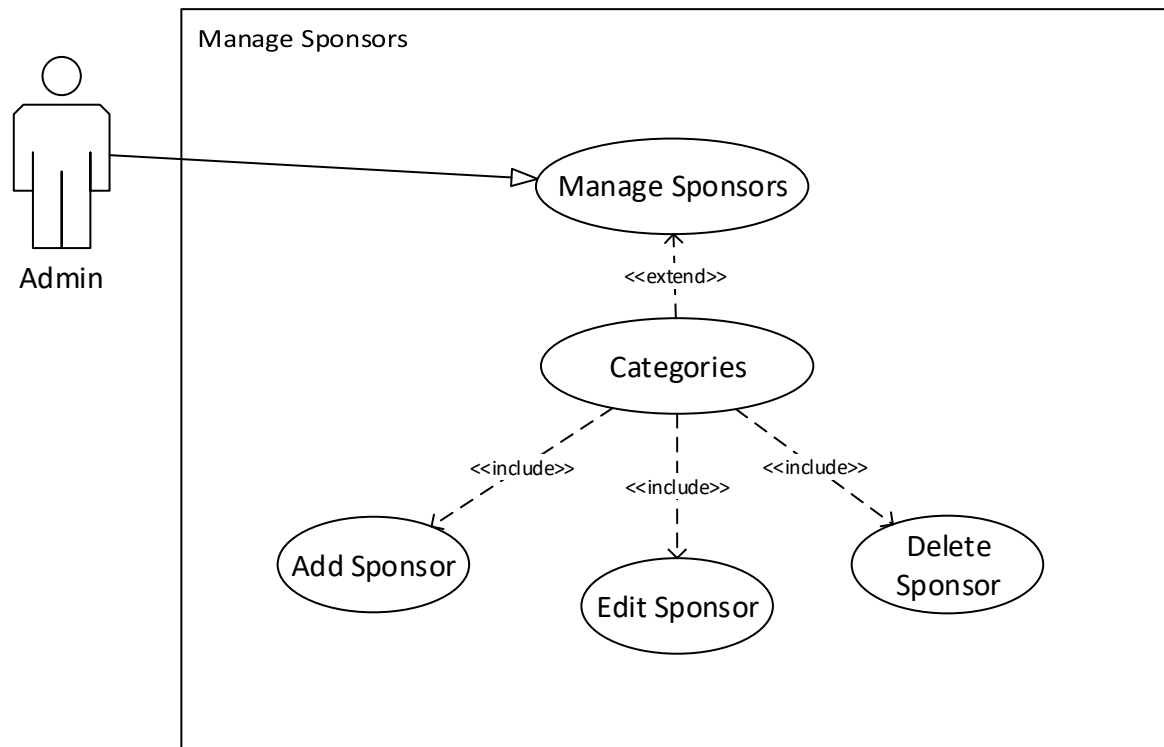 Manage Sponsors
Manage Sponsors
Admin
<<extend>>
Categories
<<include>>
<<include>>
<<include>>
Add Sponsor
Edit Sponsor
Delete
Sponsor